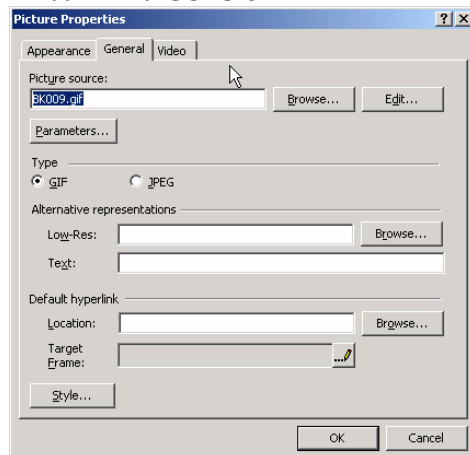 Picture Properties
Appearance General Video
Picture source:
BK009.gif Browse... Edit...
Parameters...
Type
GIF JPEG
Alternative representations
Low-Res: Browse...
Text:
Default hyperlink
Location: Browse...
Target
Frame:
Style...
OK Cancel